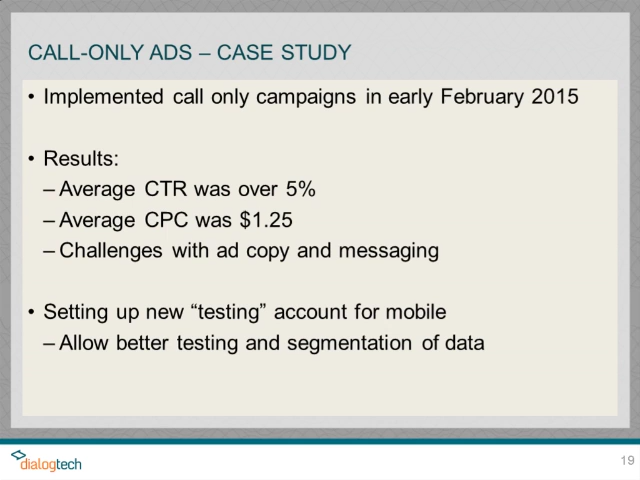 CALL-ONLY ADS – CASE STUDY
• Implemented call only campaigns in early February 2015
• Results:
– Average CTR was over 5%
– Average CPC was $1.25
– Challenges with ad copy and messaging
• Setting up new “testing” account for mobile
– Allow better testing and segmentation of data
dialogtech
19